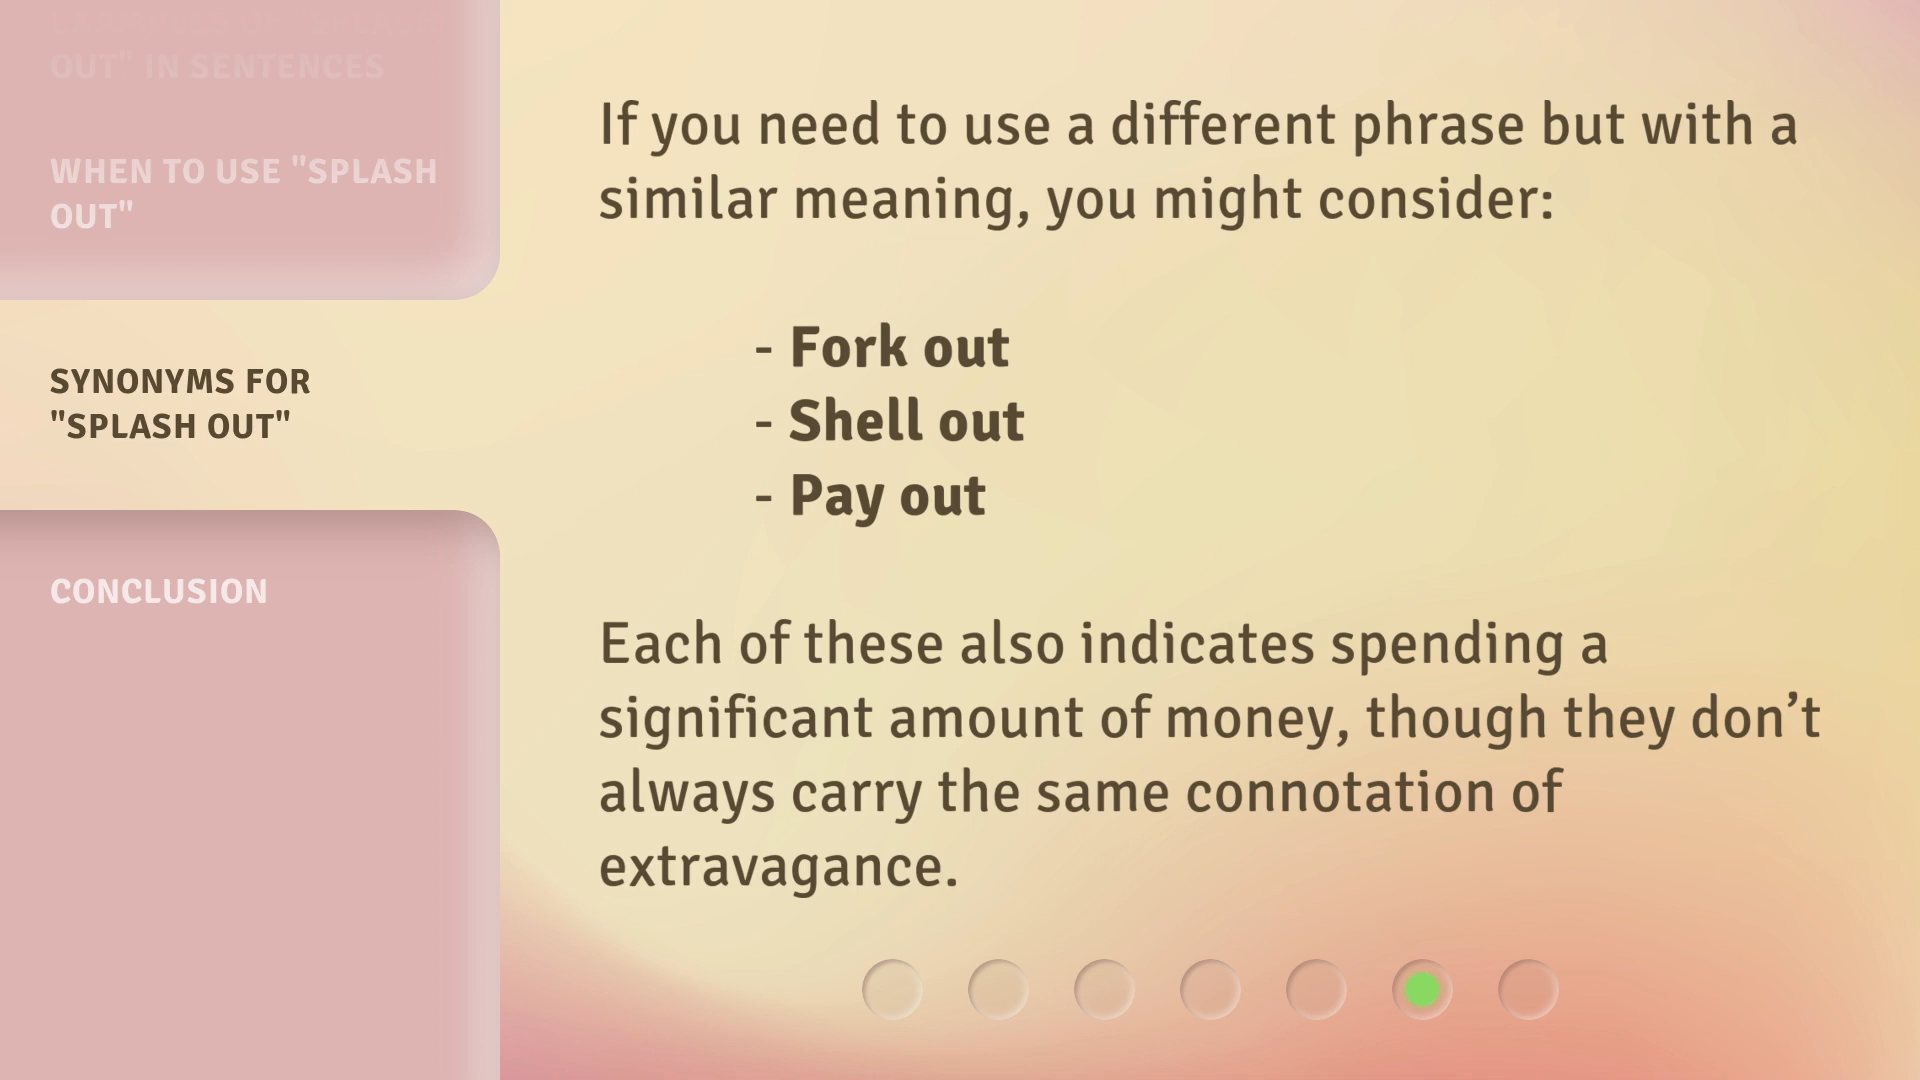 OUT" IN SENTENCES
WHEN TO USE "SPLASH
OUT"
SYNONYMS FOR
"SPLASH OUT"
CONCLUSION
If you need to use a different phrase but with a
similar meaning, you might consider:
- Fork out
- Shell out
- Pay out
Each of these also indicates spending a
significant amount of money, though they don’t
always carry the same connotation of
extravagance.